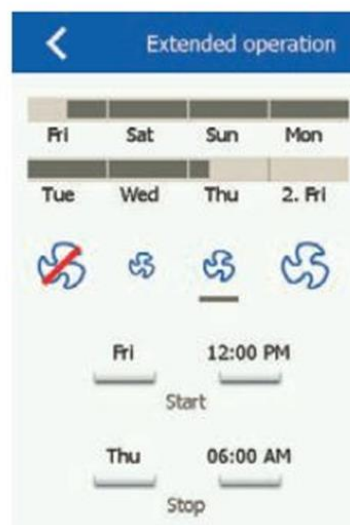 Extended operation
Fri Sat Sun Mon
Tue Wed Thu 2. Fri
Fri 12:00 PM
Start
Thu 06:00 AM
Stop